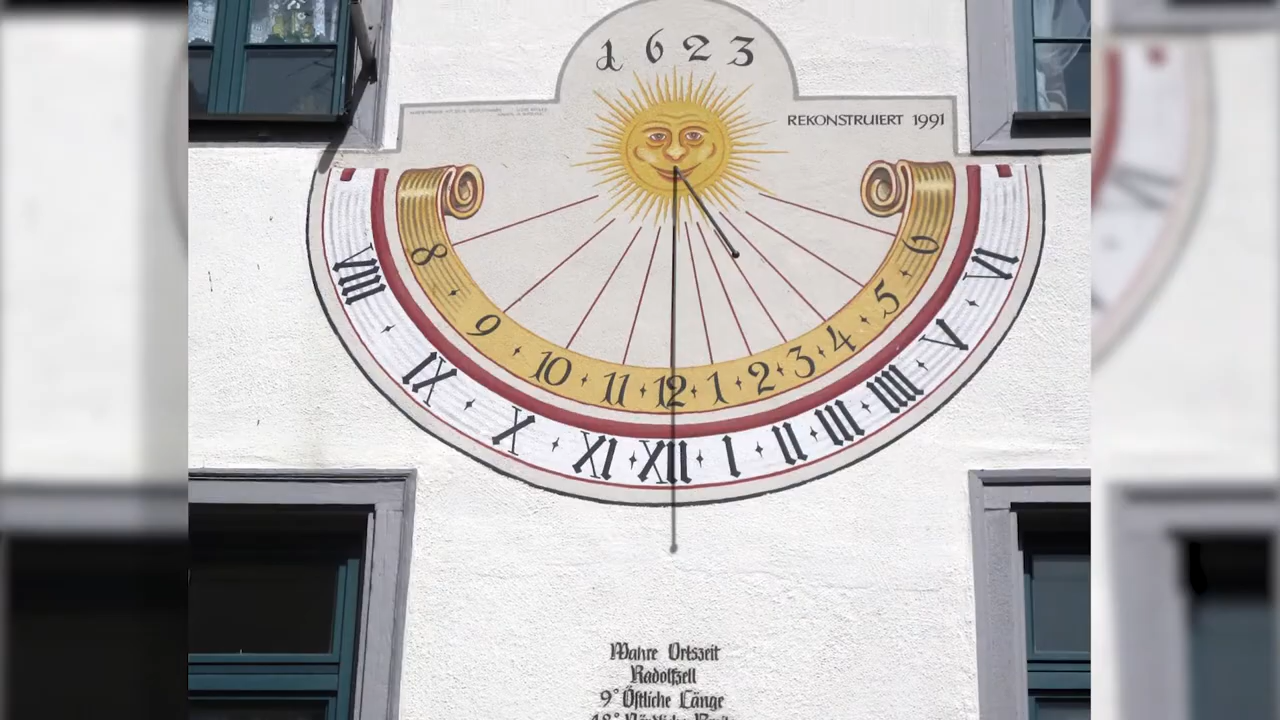 1623
REKONSTRUIERT 1991
8 9 10 11 12 1 2 3 4 5 6
VIII IX X XI XII I II III IIII V VI
Wahre Ortszeit
Radolfzell
9° Östliche Länge